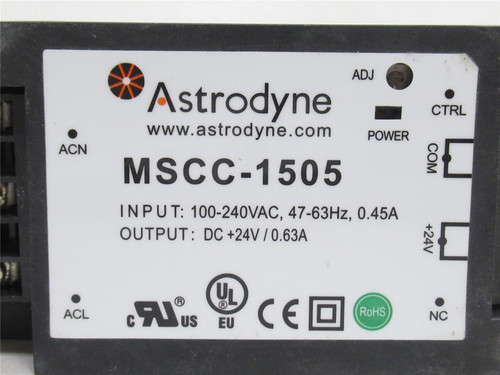 ADJ
Astrodyne
CTRL
www.astrodyne.com
POWER
ACN
COM
MSCC-1505
INPUT: 100-240VAC, 47-63Hz, 0.45A
OUTPUT: DC +24V / 0.63A
+24V
ACL
C RU US
UL
EU
CE
RoHS
NC